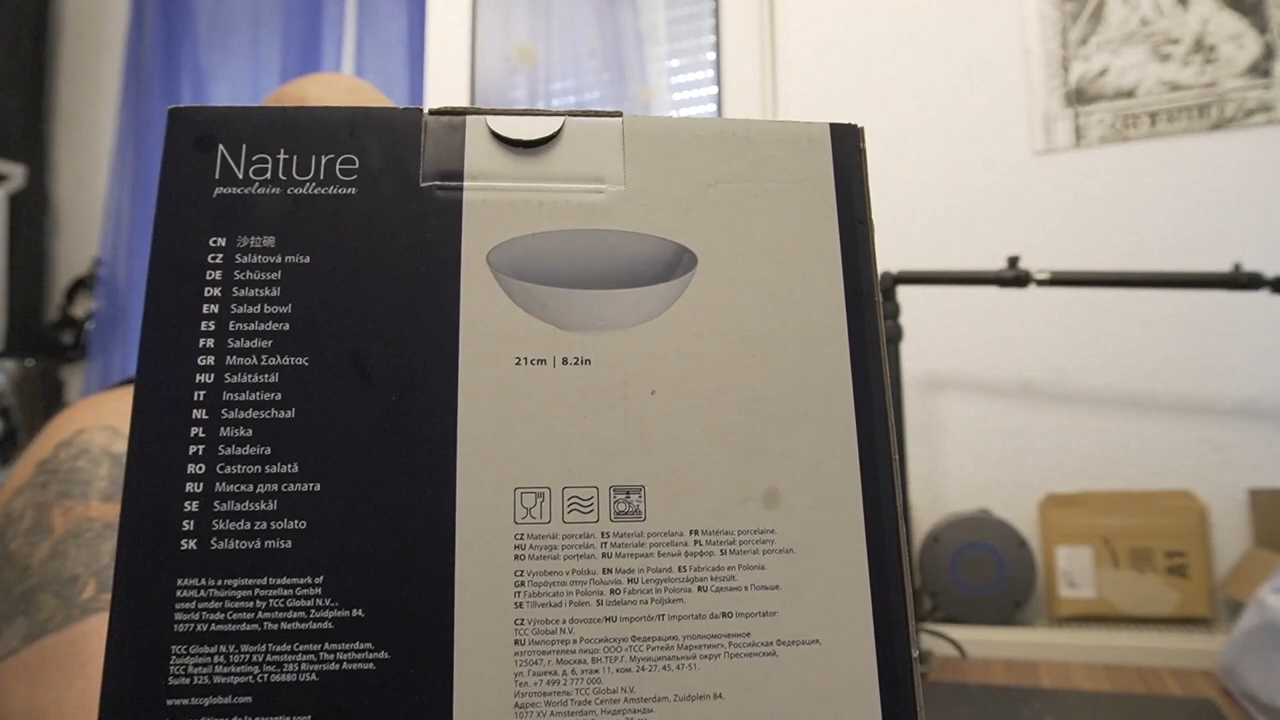 Nature
porcelain collection
CN 沙拉碗
CZ Salátová mísa
DE Schüssel
DK Salatskål
EN Salad bowl
ES Ensaladera
FR Saladier
GR Μπολ Σαλάτας
HU Salátástál
IT Insalatiera
NL Saladeschaal
PL Miska
PT Saladeira
RO Castron salată
RU Миска для салата
SE Salladsskål
SI Skleda za solato
SK Šalátová misa
KAHLA is a registered trademark of
KAHLA/Thüringen Porzellan GmbH
used under license by TCC Global N.V.,
World Trade Center Amsterdam, Zuidplein 84,
1077 XV Amsterdam, The Netherlands.
TCC Global N.V., World Trade Center Amsterdam,
Zuidplein 84, 1077 XV Amsterdam, The Netherlands.
TCC Retail Marketing, Inc., 285 Riverside Avenue,
Suite 325, Westport, CT 06880 USA.
www.tccglobal.com
21cm | 8.2in
CZ Materiál: porcelán. ES Material: porcelana. FR Matériau: porcelaine.
HU Anyaga: porcelán. IT Materiale: porcellana. PL Materiał: porcelany.
RO Material: porțelan. RU Материал: Белый фарфор. SI Material: porcelan.
CZ Vyrobeno v Polsku. EN Made in Poland. ES Fabricado en Polonia.
GR Παράγεται στην Πολωνία. HU Lengyelországban készült.
IT Fabbricato in Polonia. RO Fabricat în Polonia. RU Сделано в Польше.
SE Tillverkad i Polen. SI Izdelano na Poljskem.
CZ Výrobce a dovozce/HU Importőr/IT Importato da/RO Importator:
TCC Global N.V.
RU Импортер в Российскую Федерацию, уполномоченное
изготовителем лицо: ООО «ТСС Ритейл Маркетинг», Российская Федерация,
125047, г. Москва, ВН.ТЕР.Г. Муниципальный округ Пресненский,
ул. Гашека, д. 6, этаж 11, ком. 24-27, 45, 47-51.
Тел. +7 499 2 777 000.
Изготовитель: TCC Global N.V.
Адрес: World Trade Center Amsterdam, Zuidplein 84,
1077 XV Amsterdam, Нидерланды.